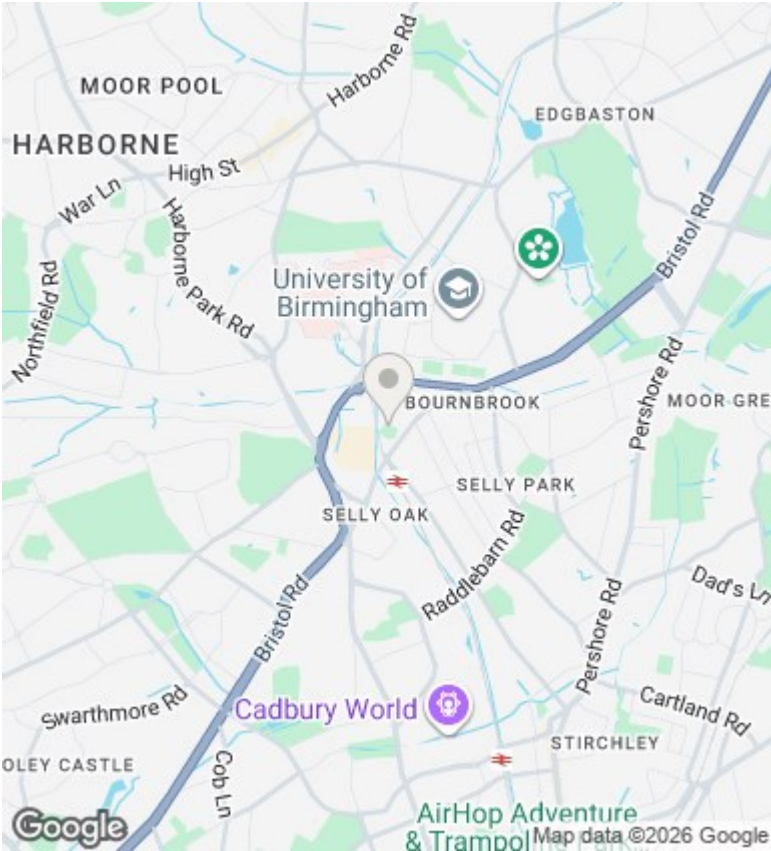 Harborne Rd
MOOR POOL
EDGBASTON
HARBORNE
High St
War Ln
Harborne Park Rd
Bristol Rd
Northfield Rd
University of
Birmingham
Pershore Rd
BOURNBROOK
MOOR GRE
SELLY PARK
SELLY OAK
Raddlebarn Rd
Dad's Ln
Bristol Rd
Pershore Rd
Swarthmore Rd
Cadbury World
Cartland Rd
STIRCHLEY
OLEY CASTLE
Cob Ln
AirHop Adventure
& Trampoline Park...
Google
Map data ©2026 Google